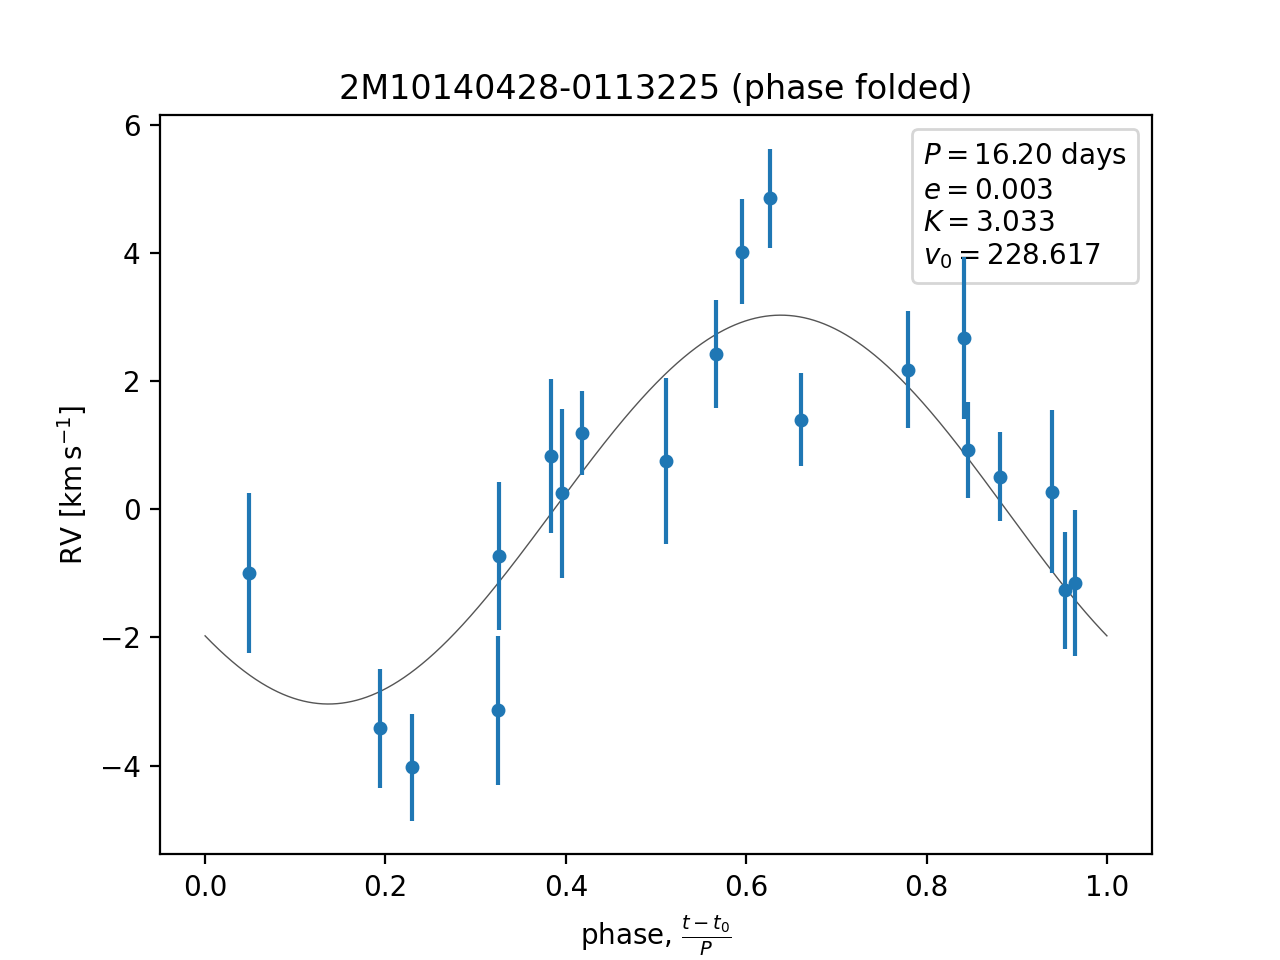 2M10140428-0113225 (phase folded)
P = 16.20 days
e = 0.003
K = 3.033
v₀ = 228.617
6
4
2
0
−2
−4
RV [km s⁻¹]
0.0 0.2 0.4 0.6 0.8 1.0
phase, (t − t₀)/P